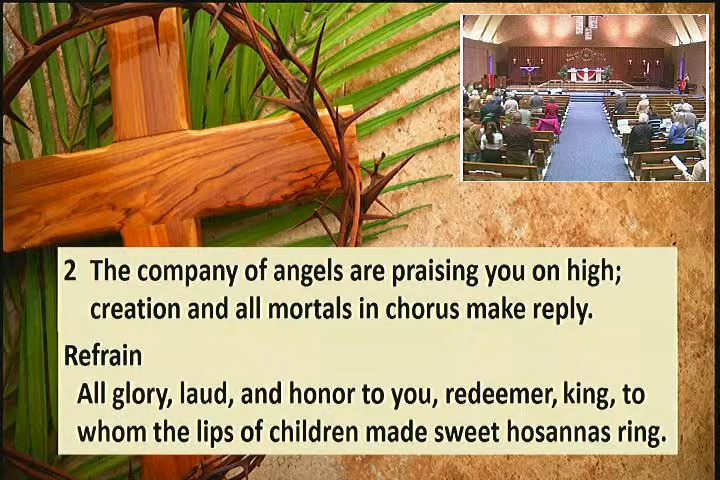 2 The company of angels are praising you on high;
creation and all mortals in chorus make reply.
Refrain
All glory, laud, and honor to you, redeemer, king, to
whom the lips of children made sweet hosannas ring.